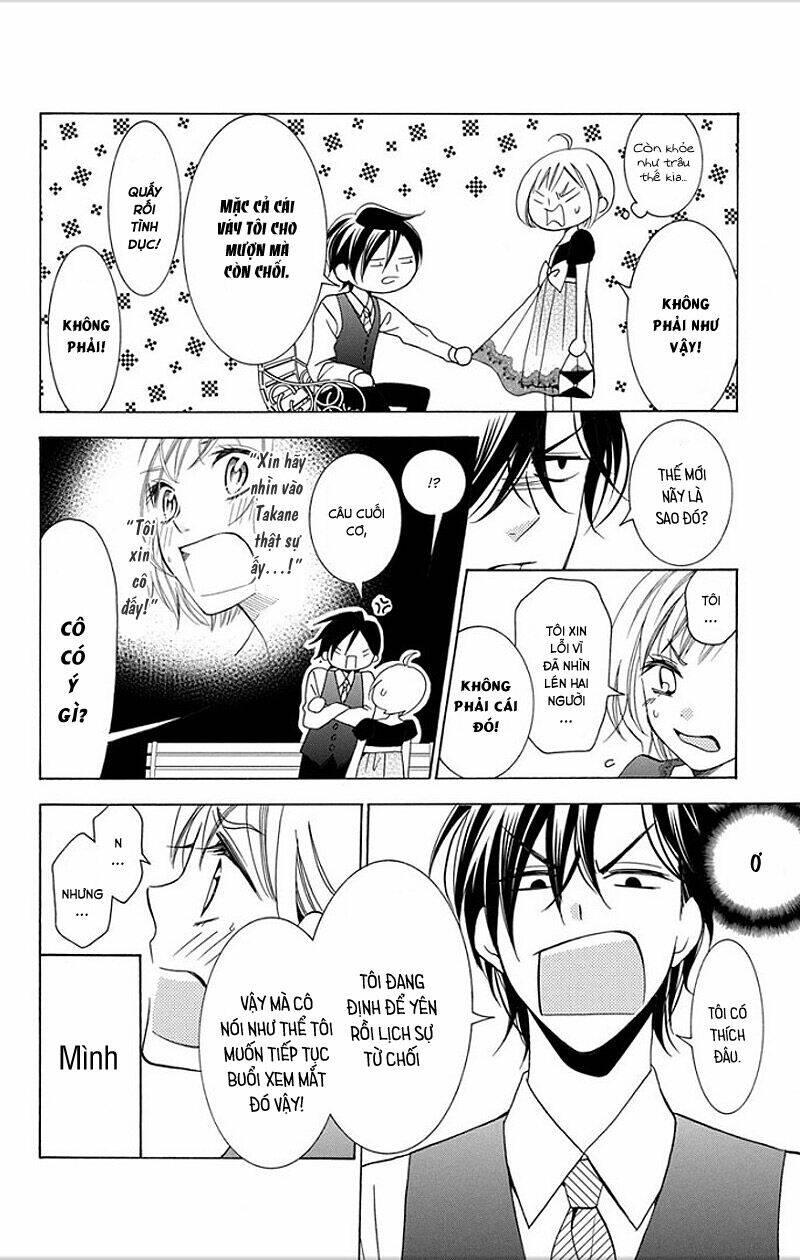 Còn khỏe
như trâu
thế kia...
KHÔNG
PHẢI NHƯ
VẬY!
MẶC CẢ CÁI
VÁY TÔI CHO
MƯỢN MÀ
CÒN CHỐI.
QUẤY
RỐI
TÌNH
DỤC!
KHÔNG
PHẢI!
THẾ MỚI
NÃY LÀ
SAO ĐÓ?
TÔI
...
TÔI XIN
LỖI VÌ
ĐÃ NHÌN
LÉN HAI
NGƯỜI
...
KHÔNG
PHẢI CÁI
ĐÓ!
!?
CÂU CUỐI
CƠ,
"Xin hãy
nhìn vào
Takane
thật sự
ấy...!"
"Tôi
xin
cô
đấy!"
CÔ
CÓ Ý
GÌ?
Ơ
TÔI CÓ
THÍCH
ĐÂU.
TÔI ĐANG
ĐỊNH ĐỂ YÊN
RỒI LỊCH SỰ
TỪ CHỐI
VẬY MÀ CÔ
NÓI NHƯ THỂ TÔI
MUỐN TIẾP TỤC
BUỔI XEM MẮT
ĐÓ VẬY!
N
...
NHƯNG
...
Mình